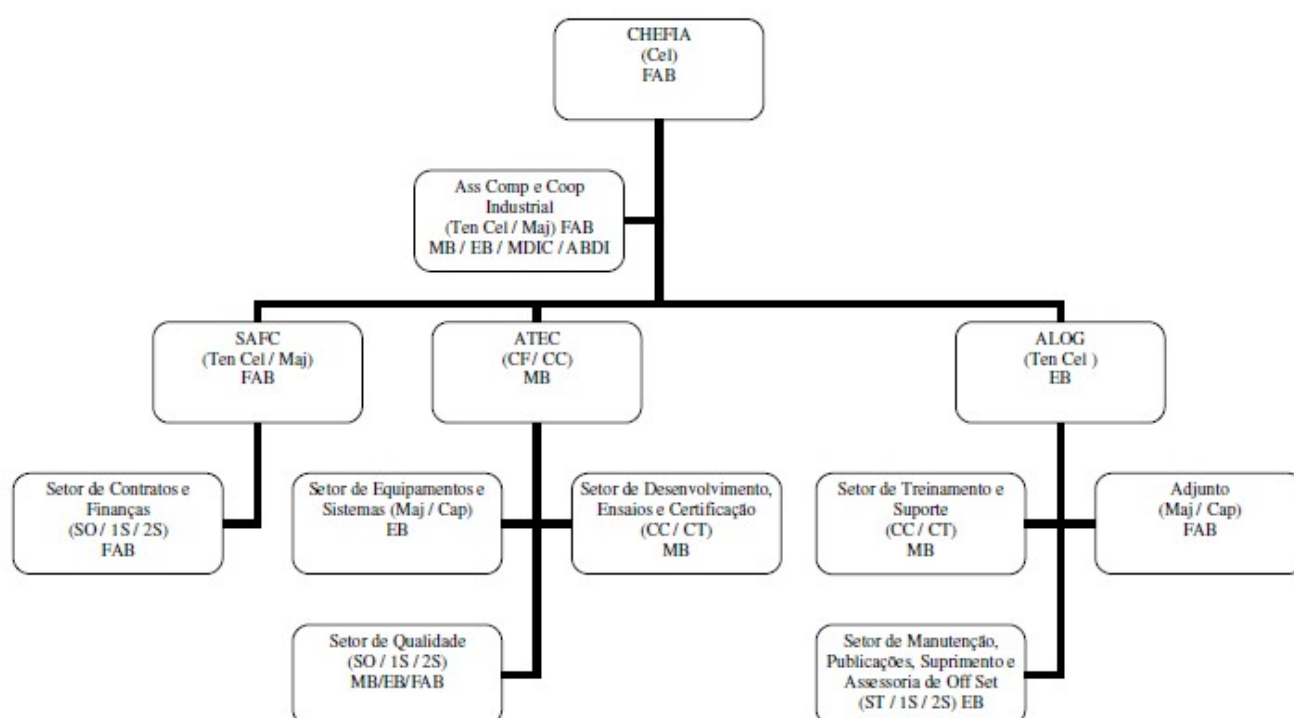 CHEFIA
(Cel)
FAB
Ass Comp e Coop
Industrial
(Ten Cel / Maj) FAB
MB / EB / MDIC / ABDI
SAFC
(Ten Cel / Maj)
FAB
ATEC
(CF / CC)
MB
ALOG
(Ten Cel )
EB
Setor de Contratos e
Finanças
(SO / 1S / 2S)
FAB
Setor de Equipamentos e
Sistemas (Maj / Cap)
EB
Setor de Desenvolvimento,
Ensaios e Certificação
(CC / CT)
MB
Setor de Treinamento e
Suporte
(CC / CT)
MB
Adjunto
(Maj / Cap)
FAB
Setor de Qualidade
(SO / 1S / 2S)
MB/EB/FAB
Setor de Manutenção,
Publicações, Suprimento e
Assessoria de Off Set
(ST / 1S / 2S) EB